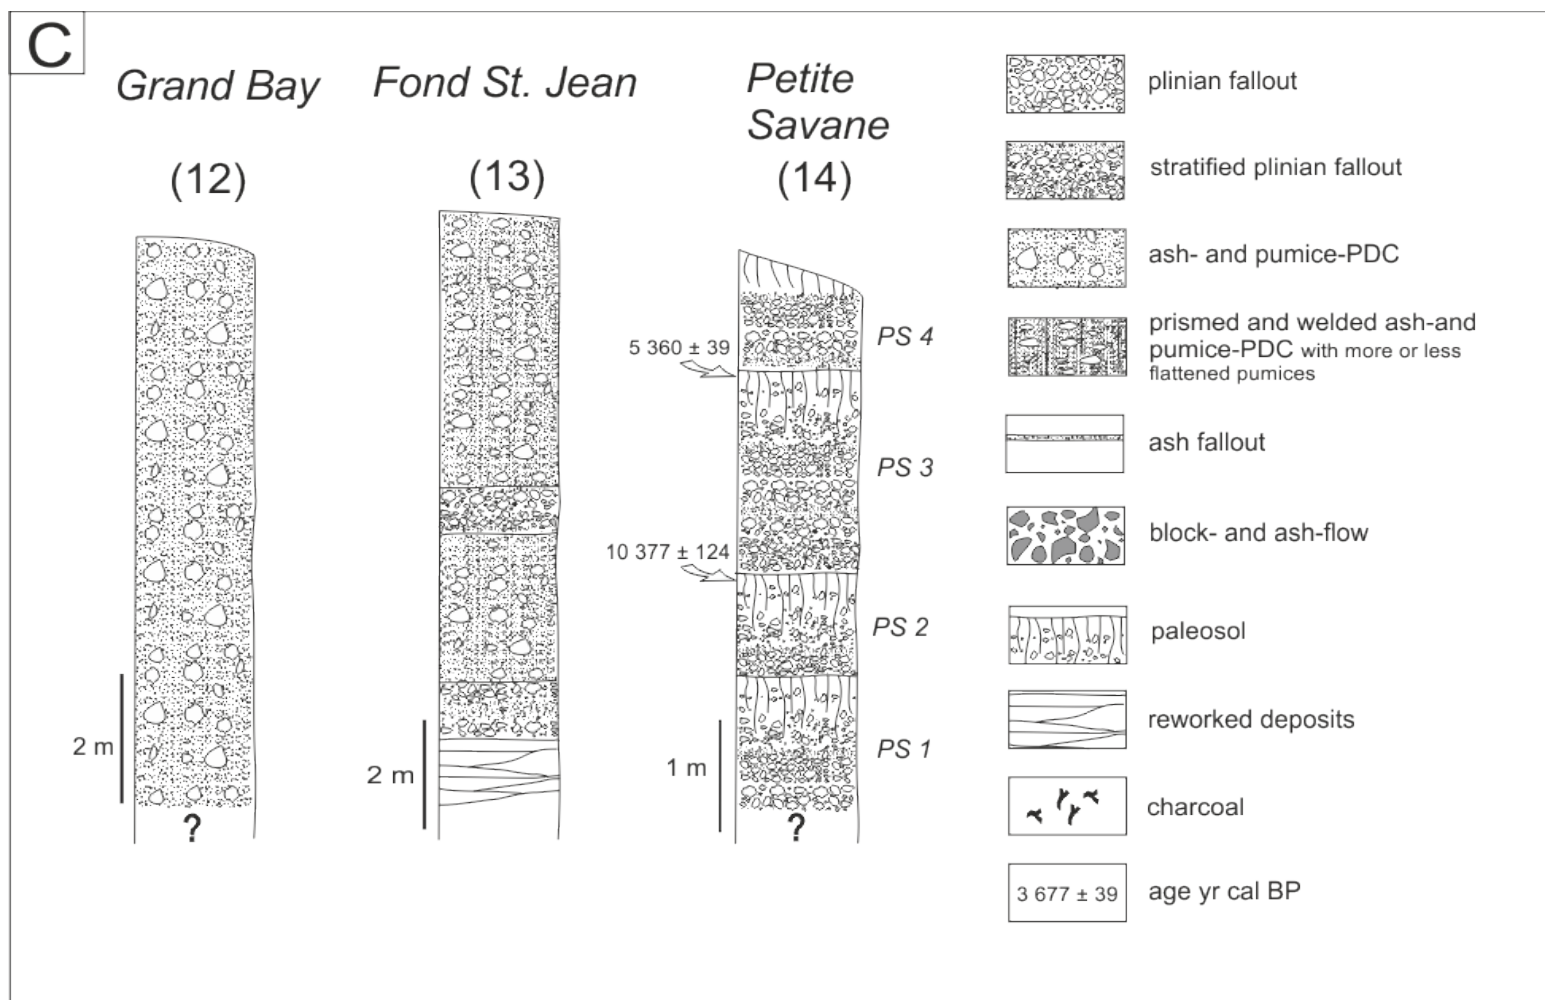 C
Grand Bay
(12)
2 m
?
Fond St. Jean
(13)
2 m
Petite
Savane
(14)
5 360 ± 39
10 377 ± 124
1 m
?
PS 4
PS 3
PS 2
PS 1
plinian fallout
stratified plinian fallout
ash- and pumice-PDC
prismed and welded ash-and
pumice-PDC with more or less
flattened pumices
ash fallout
block- and ash-flow
paleosol
reworked deposits
charcoal
3 677 ± 39
age yr cal BP